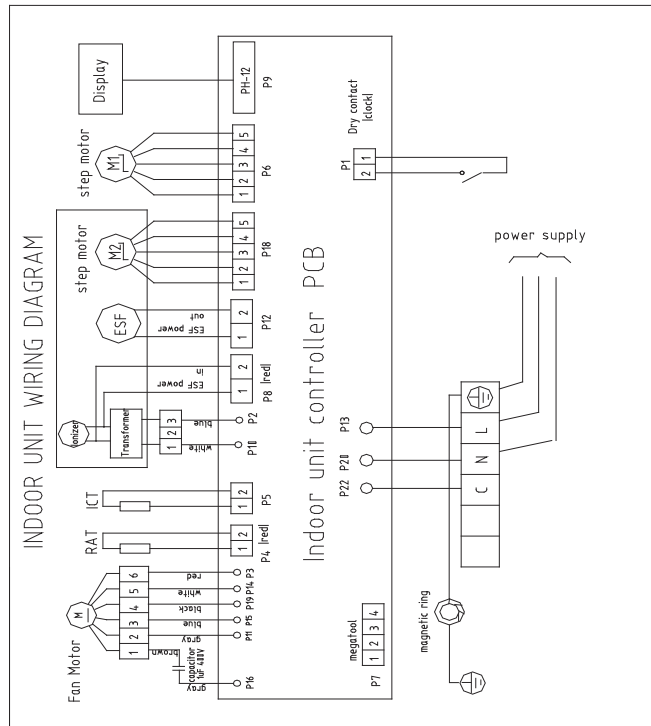 INDOOR UNIT WIRING DIAGRAM
Display
PH-12
P9
step motor
M1
1 2 3 4 5
P6
step motor
M2
1 2 3 4 5
P18
ESF
ESF power
out
1 2
P12
ESF power
in
1 2
P8 |red|
Ionizer
Transformer
1 2 3
white
blue
P10
P2
ICT
1 2
P5
RAT
1 2
P4 |red|
Fan Motor
M
1 2 3 4 5 6
brown
gray
blue
black
white
red
capacitor
1uF 400V
gray
P16
P11
P15
P19
P14
P3
Indoor unit controller PCB
Dry contact
|clock|
P1
2 1
P22
P20
P13
megatool
1 2 3 4
P7
power supply
C N L
magnetic ring